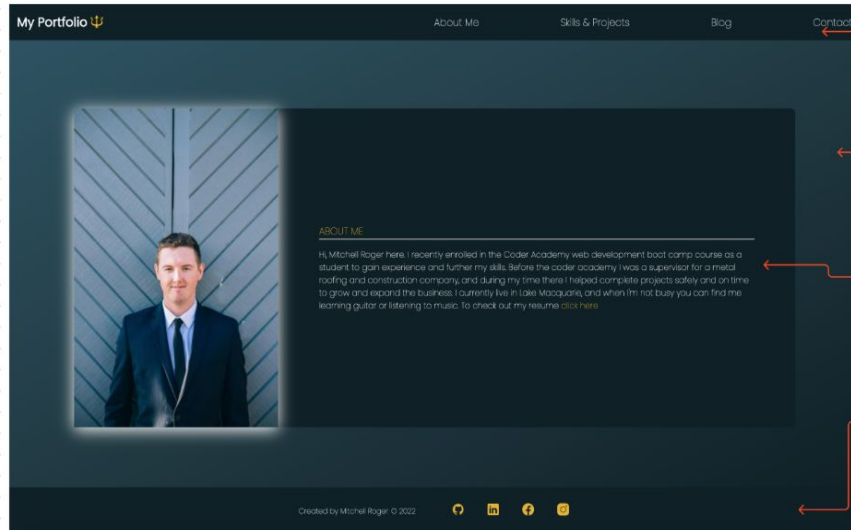 My Portfolio
About Me
Skills & Projects
Blog
Contact
ABOUT ME
Hi, Mitchell Roger here. I recently enrolled in the Coder Academy web development boot camp course as a
student to gain experience and further my skills. Before the coder academy I was a supervisor for a metal
roofing and construction company, and during my time there I helped complete projects safely and on time
to grow and expand the business. I currently live in Lake Macquarie, and when i'm not busy you can find me
learning guitar or listening to music. To check out my resume click here
Created by Mitchell Roger © 2022